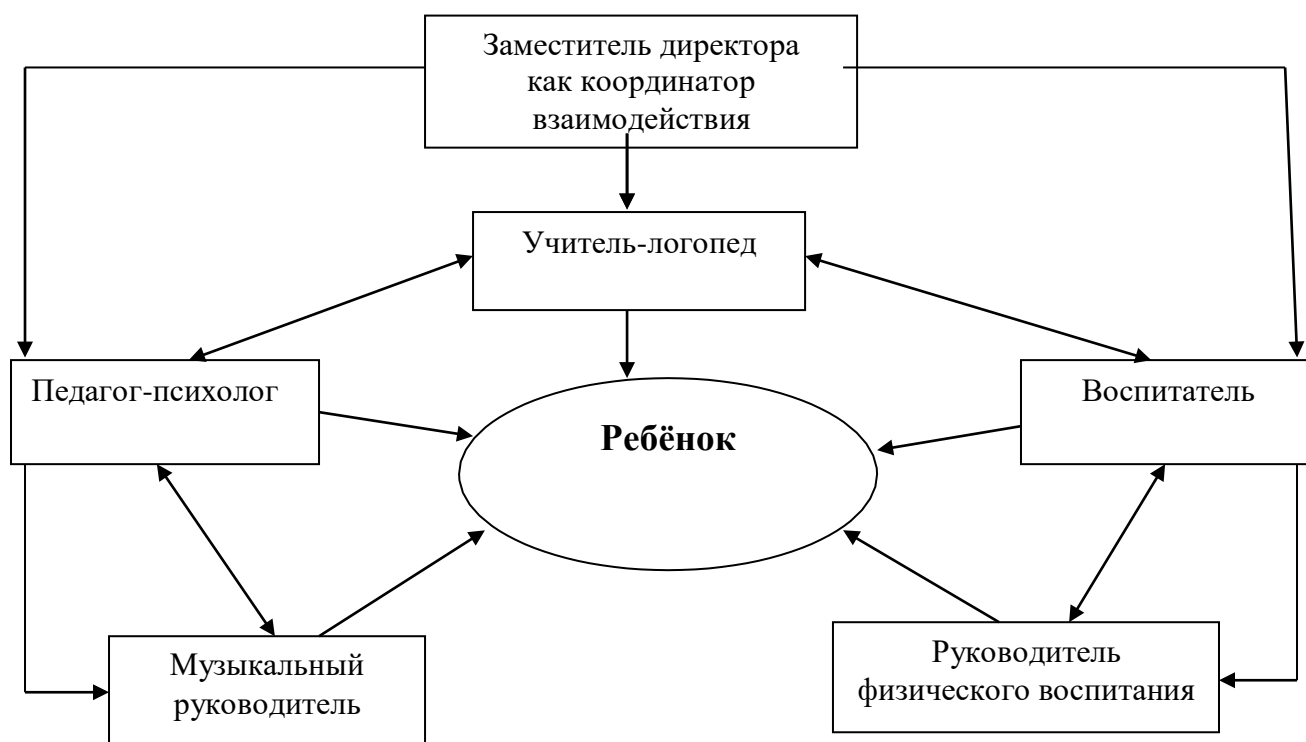 Заместитель директора
как координатор
взаимодействия
Учитель-логопед
Педагог-психолог
Воспитатель
Ребёнок
Музыкальный
руководитель
Руководитель
физического воспитания